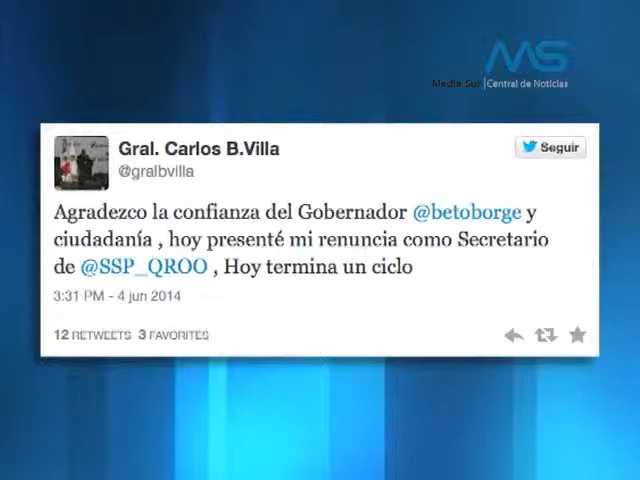 MS
Media Sur | Central de Noticias
Gral. Carlos B.Villa
@gralbvilla
Seguir
Agradezco la confianza del Gobernador @betoborge y
ciudadanía , hoy presenté mi renuncia como Secretario
de @SSP_QROO , Hoy termina un ciclo
3:31 PM - 4 jun 2014
12 RETWEETS 3 FAVORITES